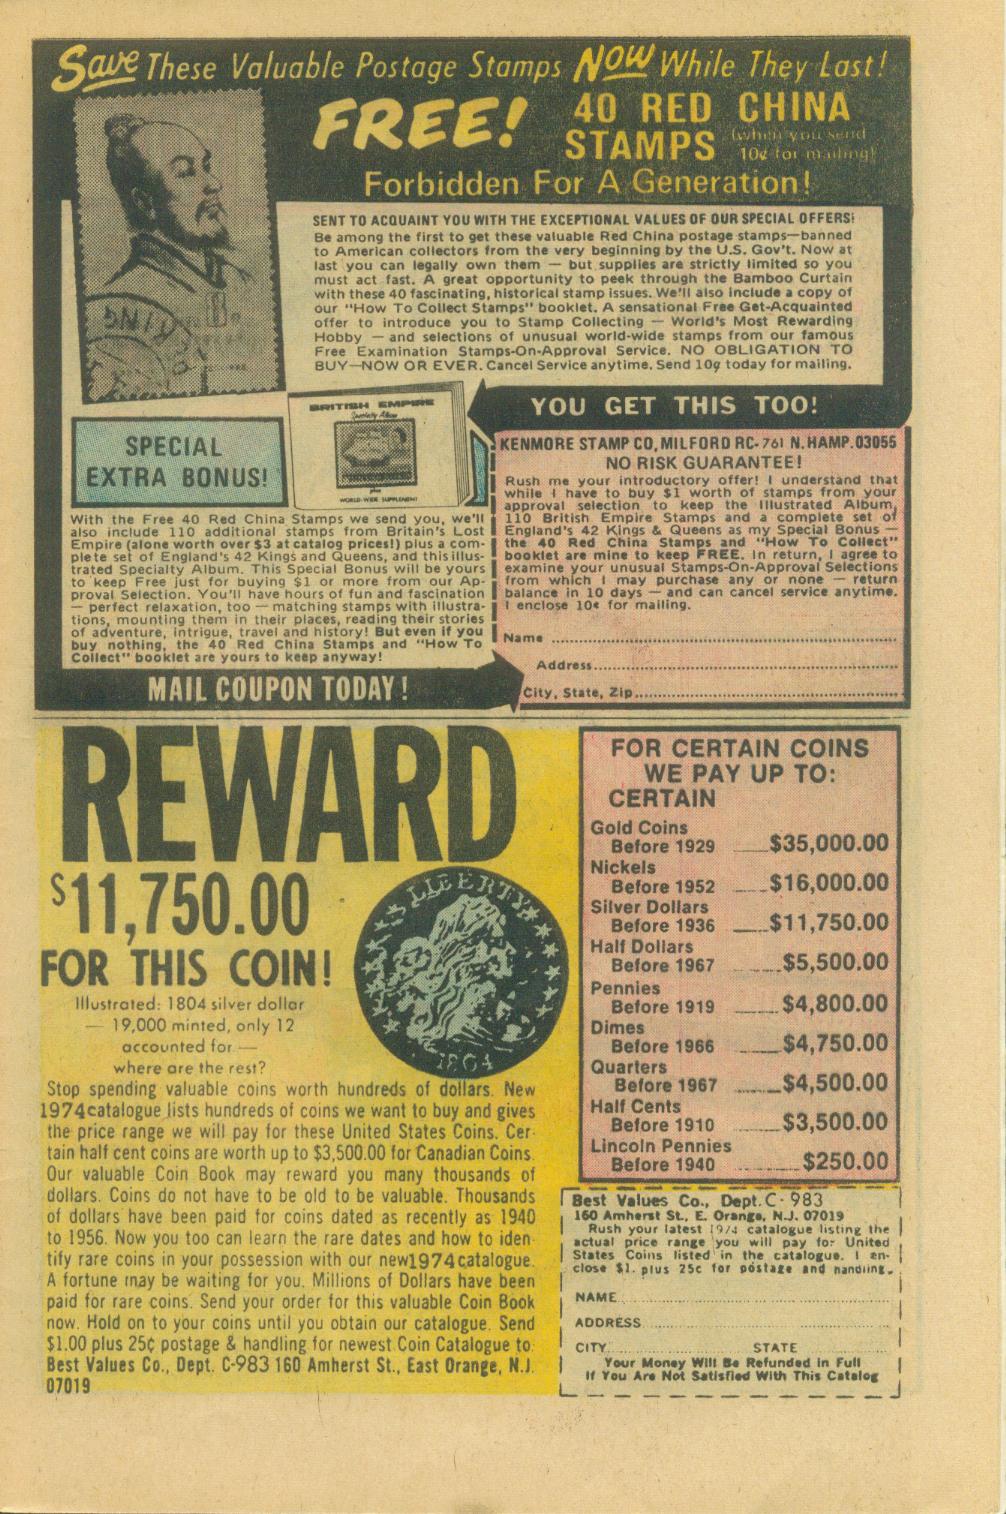 Save These Valuable Postage Stamps NOW While They Last!
FREE! 40 RED CHINA
STAMPS (when you send
10¢ for mailing)
Forbidden For A Generation!
SENT TO ACQUAINT YOU WITH THE EXCEPTIONAL VALUES OF OUR SPECIAL OFFERS!
Be among the first to get these valuable Red China postage stamps—banned
to American collectors from the very beginning by the U.S. Gov't. Now at
last you can legally own them — but supplies are strictly limited so you
must act fast. A great opportunity to peek through the Bamboo Curtain
with these 40 fascinating, historical stamp issues. We'll also include a copy of
our "How To Collect Stamps" booklet. A sensational Free Get-Acquainted
offer to introduce you to Stamp Collecting — World's Most Rewarding
Hobby — and selections of unusual world-wide stamps from our famous
Free Examination Stamps-On-Approval Service. NO OBLIGATION TO
BUY—NOW OR EVER. Cancel Service anytime. Send 10¢ today for mailing.
SPECIAL
EXTRA BONUS!
BRITISH EMPIRE
Specialty Album
plus
WORLD-WIDE SUPPLEMENT
With the Free 40 Red China Stamps we send you, we'll
also include 110 additional stamps from Britain's Lost
Empire (alone worth over $3 at catalog prices!) plus a com-
plete set of England's 42 Kings and Queens, and this illus-
trated Specialty Album. This Special Bonus will be yours
to keep Free just for buying $1 or more from our Ap-
proval Selection. You'll have hours of fun and fascination
— perfect relaxation, too — matching stamps with illustra-
tions, mounting them in their places, reading their stories
of adventure, intrigue, travel and history! But even if you
buy nothing, the 40 Red China Stamps and "How To
Collect" booklet are yours to keep anyway!
MAIL COUPON TODAY!
YOU GET THIS TOO!
KENMORE STAMP CO, MILFORD RC-761 N.HAMP.03055
NO RISK GUARANTEE!
Rush me your introductory offer! I understand that
while I have to buy $1 worth of stamps from your
approval selection to keep the Illustrated Album,
110 British Empire Stamps and a complete set of
England's 42 Kings & Queens as my Special Bonus —
the 40 Red China Stamps and "How To Collect"
booklet are mine to keep FREE. In return, I agree to
examine your unusual Stamps-On-Approval Selections
from which I may purchase any or none — return
balance in 10 days — and can cancel service anytime.
I enclose 10¢ for mailing.
Name
Address
City, State, Zip
REWARD
$11,750.00
FOR THIS COIN!
LIBERTY
1804
Illustrated: 1804 silver dollar
— 19,000 minted, only 12
accounted for —
where are the rest?
Stop spending valuable coins worth hundreds of dollars. New
1974 catalogue lists hundreds of coins we want to buy and gives
the price range we will pay for these United States Coins. Cer-
tain half cent coins are worth up to $3,500.00 for Canadian Coins.
Our valuable Coin Book may reward you many thousands of
dollars. Coins do not have to be old to be valuable. Thousands
of dollars have been paid for coins dated as recently as 1940
to 1956. Now you too can learn the rare dates and how to iden-
tify rare coins in your possession with our new 1974 catalogue.
A fortune may be waiting for you. Millions of Dollars have been
paid for rare coins. Send your order for this valuable Coin Book
now. Hold on to your coins until you obtain our catalogue. Send
$1.00 plus 25¢ postage & handling for newest Coin Catalogue to:
Best Values Co., Dept. C-983 160 Amherst St., East Orange, N.J.
07019
FOR CERTAIN COINS
WE PAY UP TO:
CERTAIN
Gold Coins
Before 1929 $35,000.00
Nickels
Before 1952 $16,000.00
Silver Dollars
Before 1936 $11,750.00
Half Dollars
Before 1967 $5,500.00
Pennies
Before 1919 $4,800.00
Dimes
Before 1966 $4,750.00
Quarters
Before 1967 $4,500.00
Half Cents
Before 1910 $3,500.00
Lincoln Pennies
Before 1940 $250.00
Best Values Co., Dept. C-983
160 Amherst St., E. Orange, N.J. 07019
Rush your latest 1974 catalogue listing the
actual price range you will pay for United
States Coins listed in the catalogue. I en-
close $1. plus 25c for postage and handling.
NAME
ADDRESS
CITY STATE
Your Money Will Be Refunded In Full
If You Are Not Satisfied With This Catalog